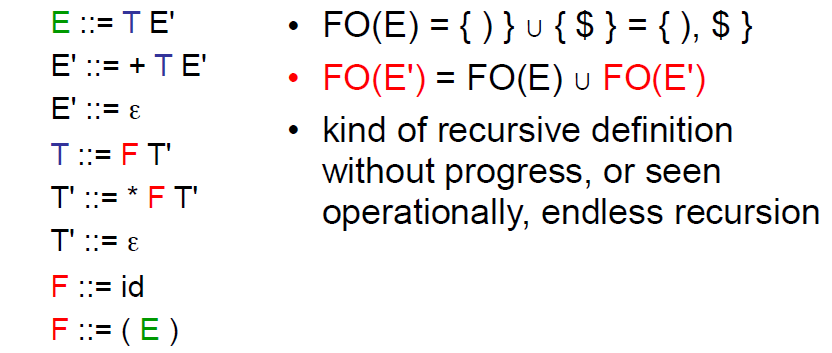 E ::= T E'
E' ::= + T E'
E' ::= ε
T ::= F T'
T' ::= * F T'
T' ::= ε
F ::= id
F ::= ( E )
• FO(E) = { ) } ∪ { $ } = { ), $ }
• FO(E') = FO(E) ∪ FO(E')
• kind of recursive definition
without progress, or seen
operationally, endless recursion